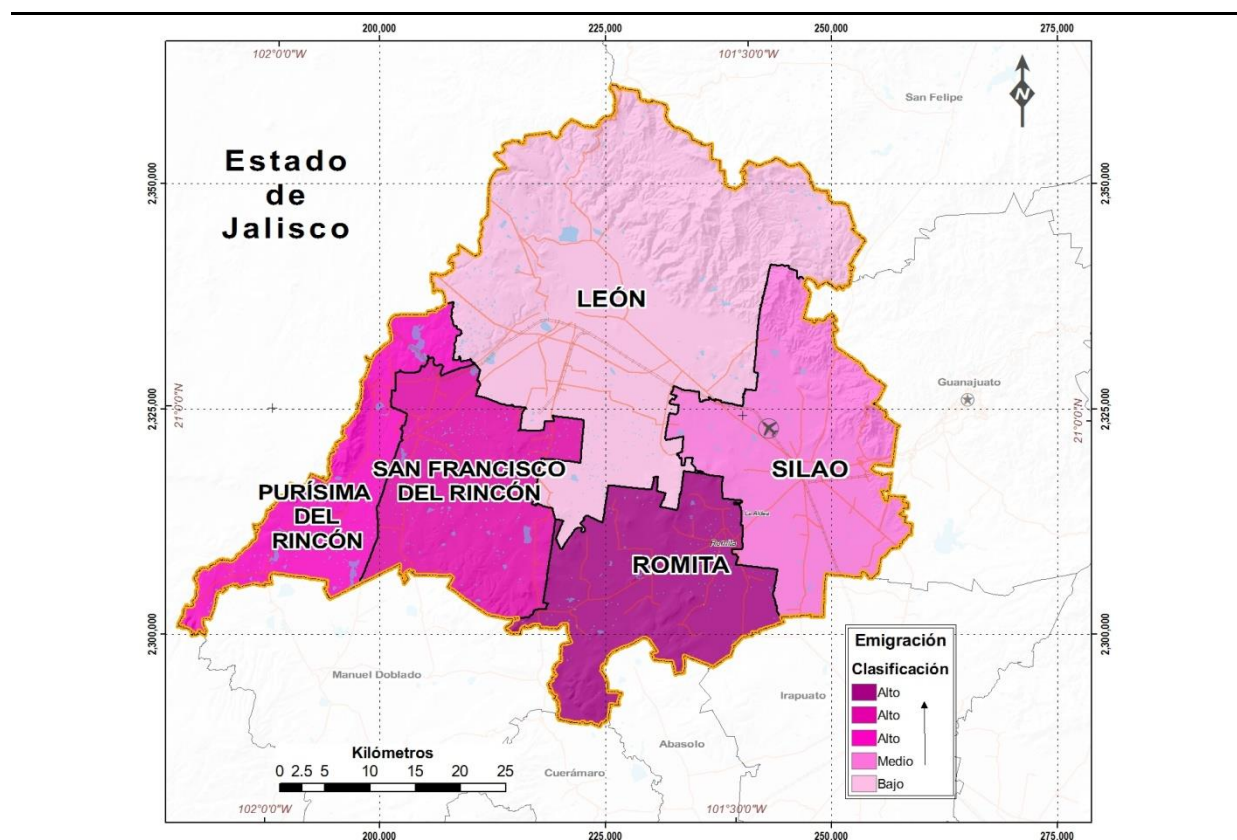 200,000 225,000 250,000 275,000
102°0'0"W 101°30'0"W
San Felipe
N
Estado
de
Jalisco
2,350,000 2,350,000
LEÓN
Guanajuato
2,325,000 2,325,000
21°0'0"N 21°0'0"N
SAN FRANCISCO
DEL RINCÓN
SILAO
PURÍSIMA
DEL
RINCÓN
Romita
ROMITA
2,300,000 2,300,000
Manuel Doblado
Irapuato
Abasolo
Cuerámaro
Emigración
Clasificación
Alto
Alto
Alto
Medio
Bajo
Kilómetros
0 2.5 5 10 15 20 25
102°0'0"W 101°30'0"W
200,000 225,000 250,000 275,000